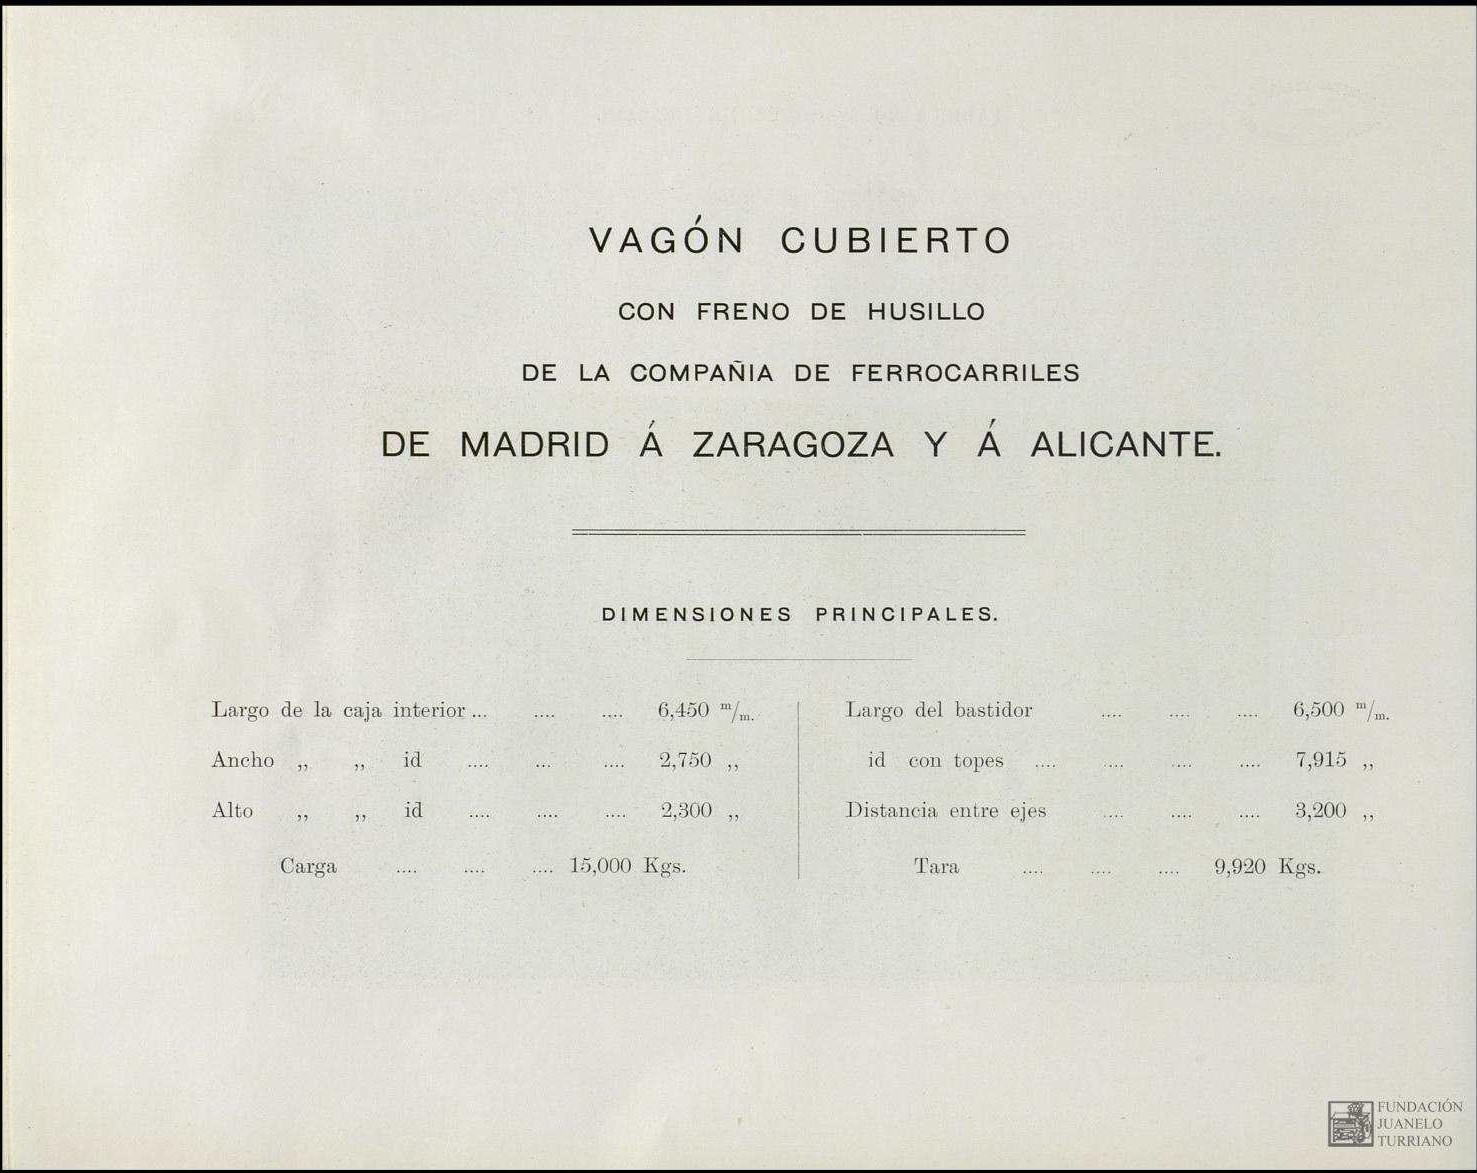 VAGÓN CUBIERTO
CON FRENO DE HUSILLO
DE LA COMPAÑIA DE FERROCARRILES
DE MADRID Á ZARAGOZA Y Á ALICANTE.
DIMENSIONES PRINCIPALES.
Largo de la caja interior ... .... .... 6,450 m/m.
Ancho ,, ,, id .... ... .... 2,750 ,,
Alto ,, ,, id .... .... .... 2,300 ,,
Carga .... .... .... 15,000 Kgs.
Largo del bastidor .... .... .... 6,500 m/m.
id con topes .... .... .... .... 7,915 ,,
Distancia entre ejes .... .... .... 3,200 ,,
Tara .... .... .... 9,920 Kgs.
FUNDACIÓN
JUANELO
TURRIANO